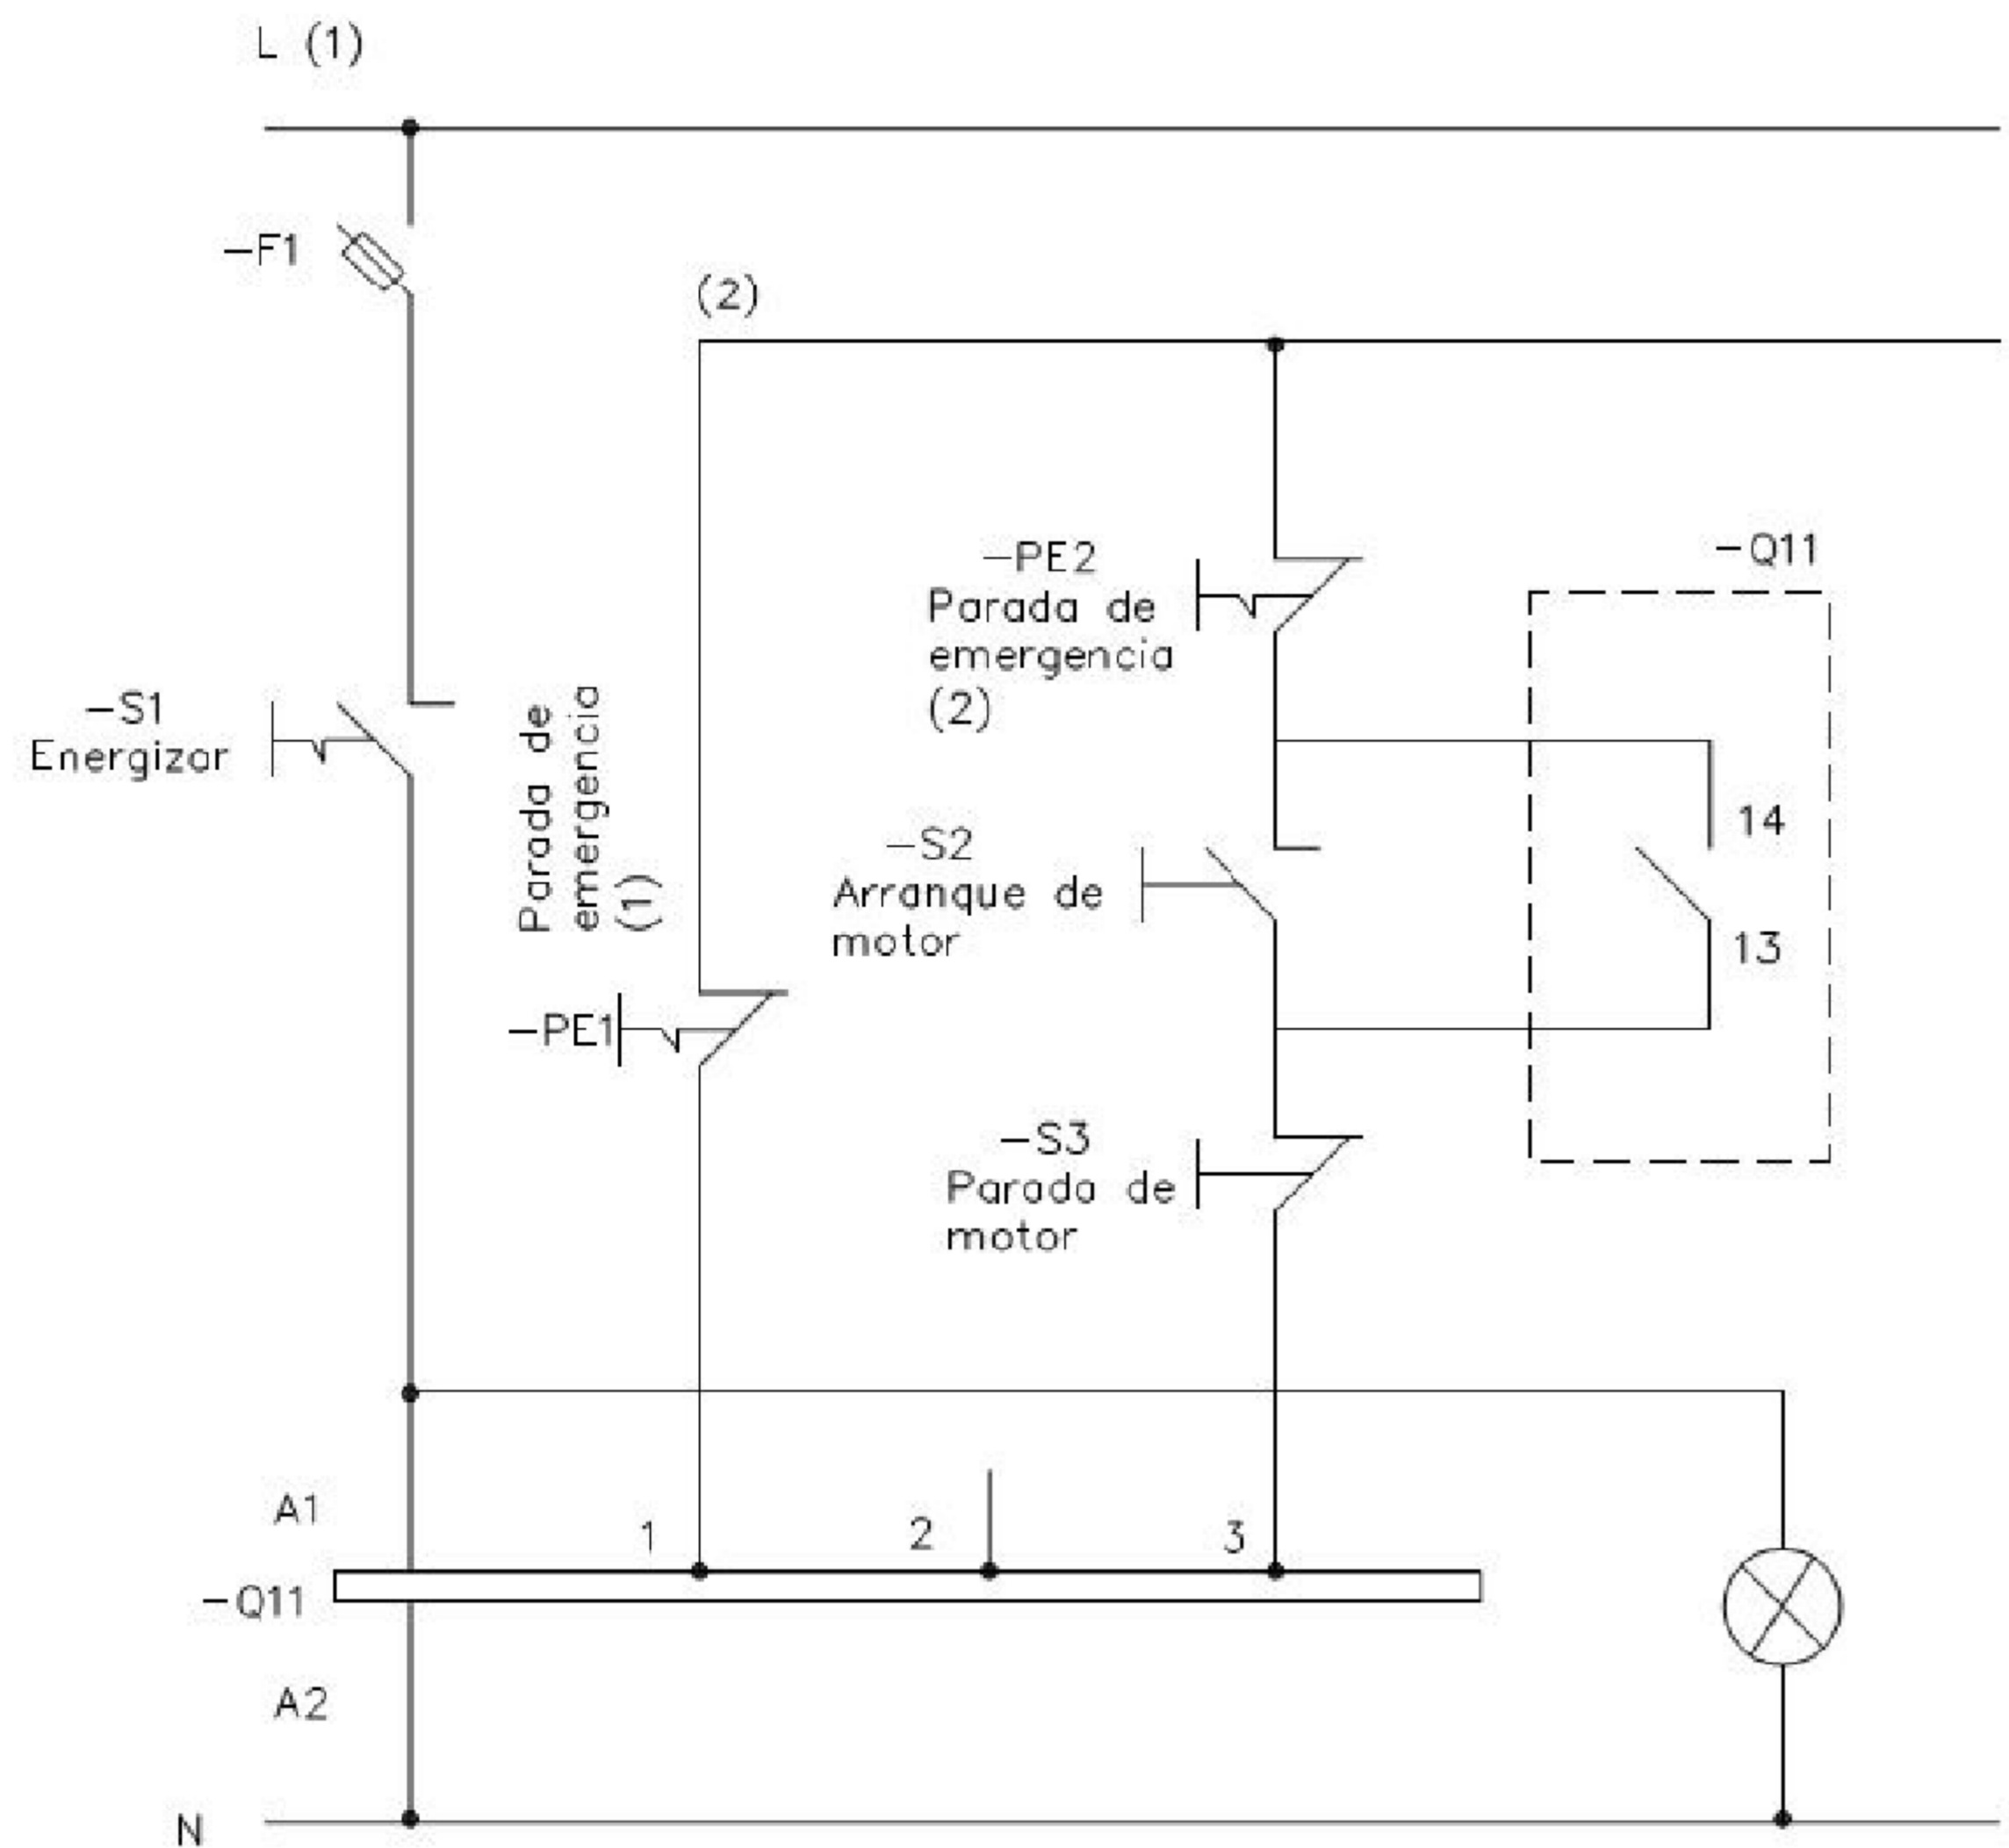 L (1)
-F1
(2)
-PE2
Parada de
emergencia
(2)
-Q11
-S1
Energizar
Parada de
emergencia
(1)
14
-S2
Arranque de
motor
13
-PE1
-S3
Parada de
motor
A1
1
2
3
-Q11
A2
N